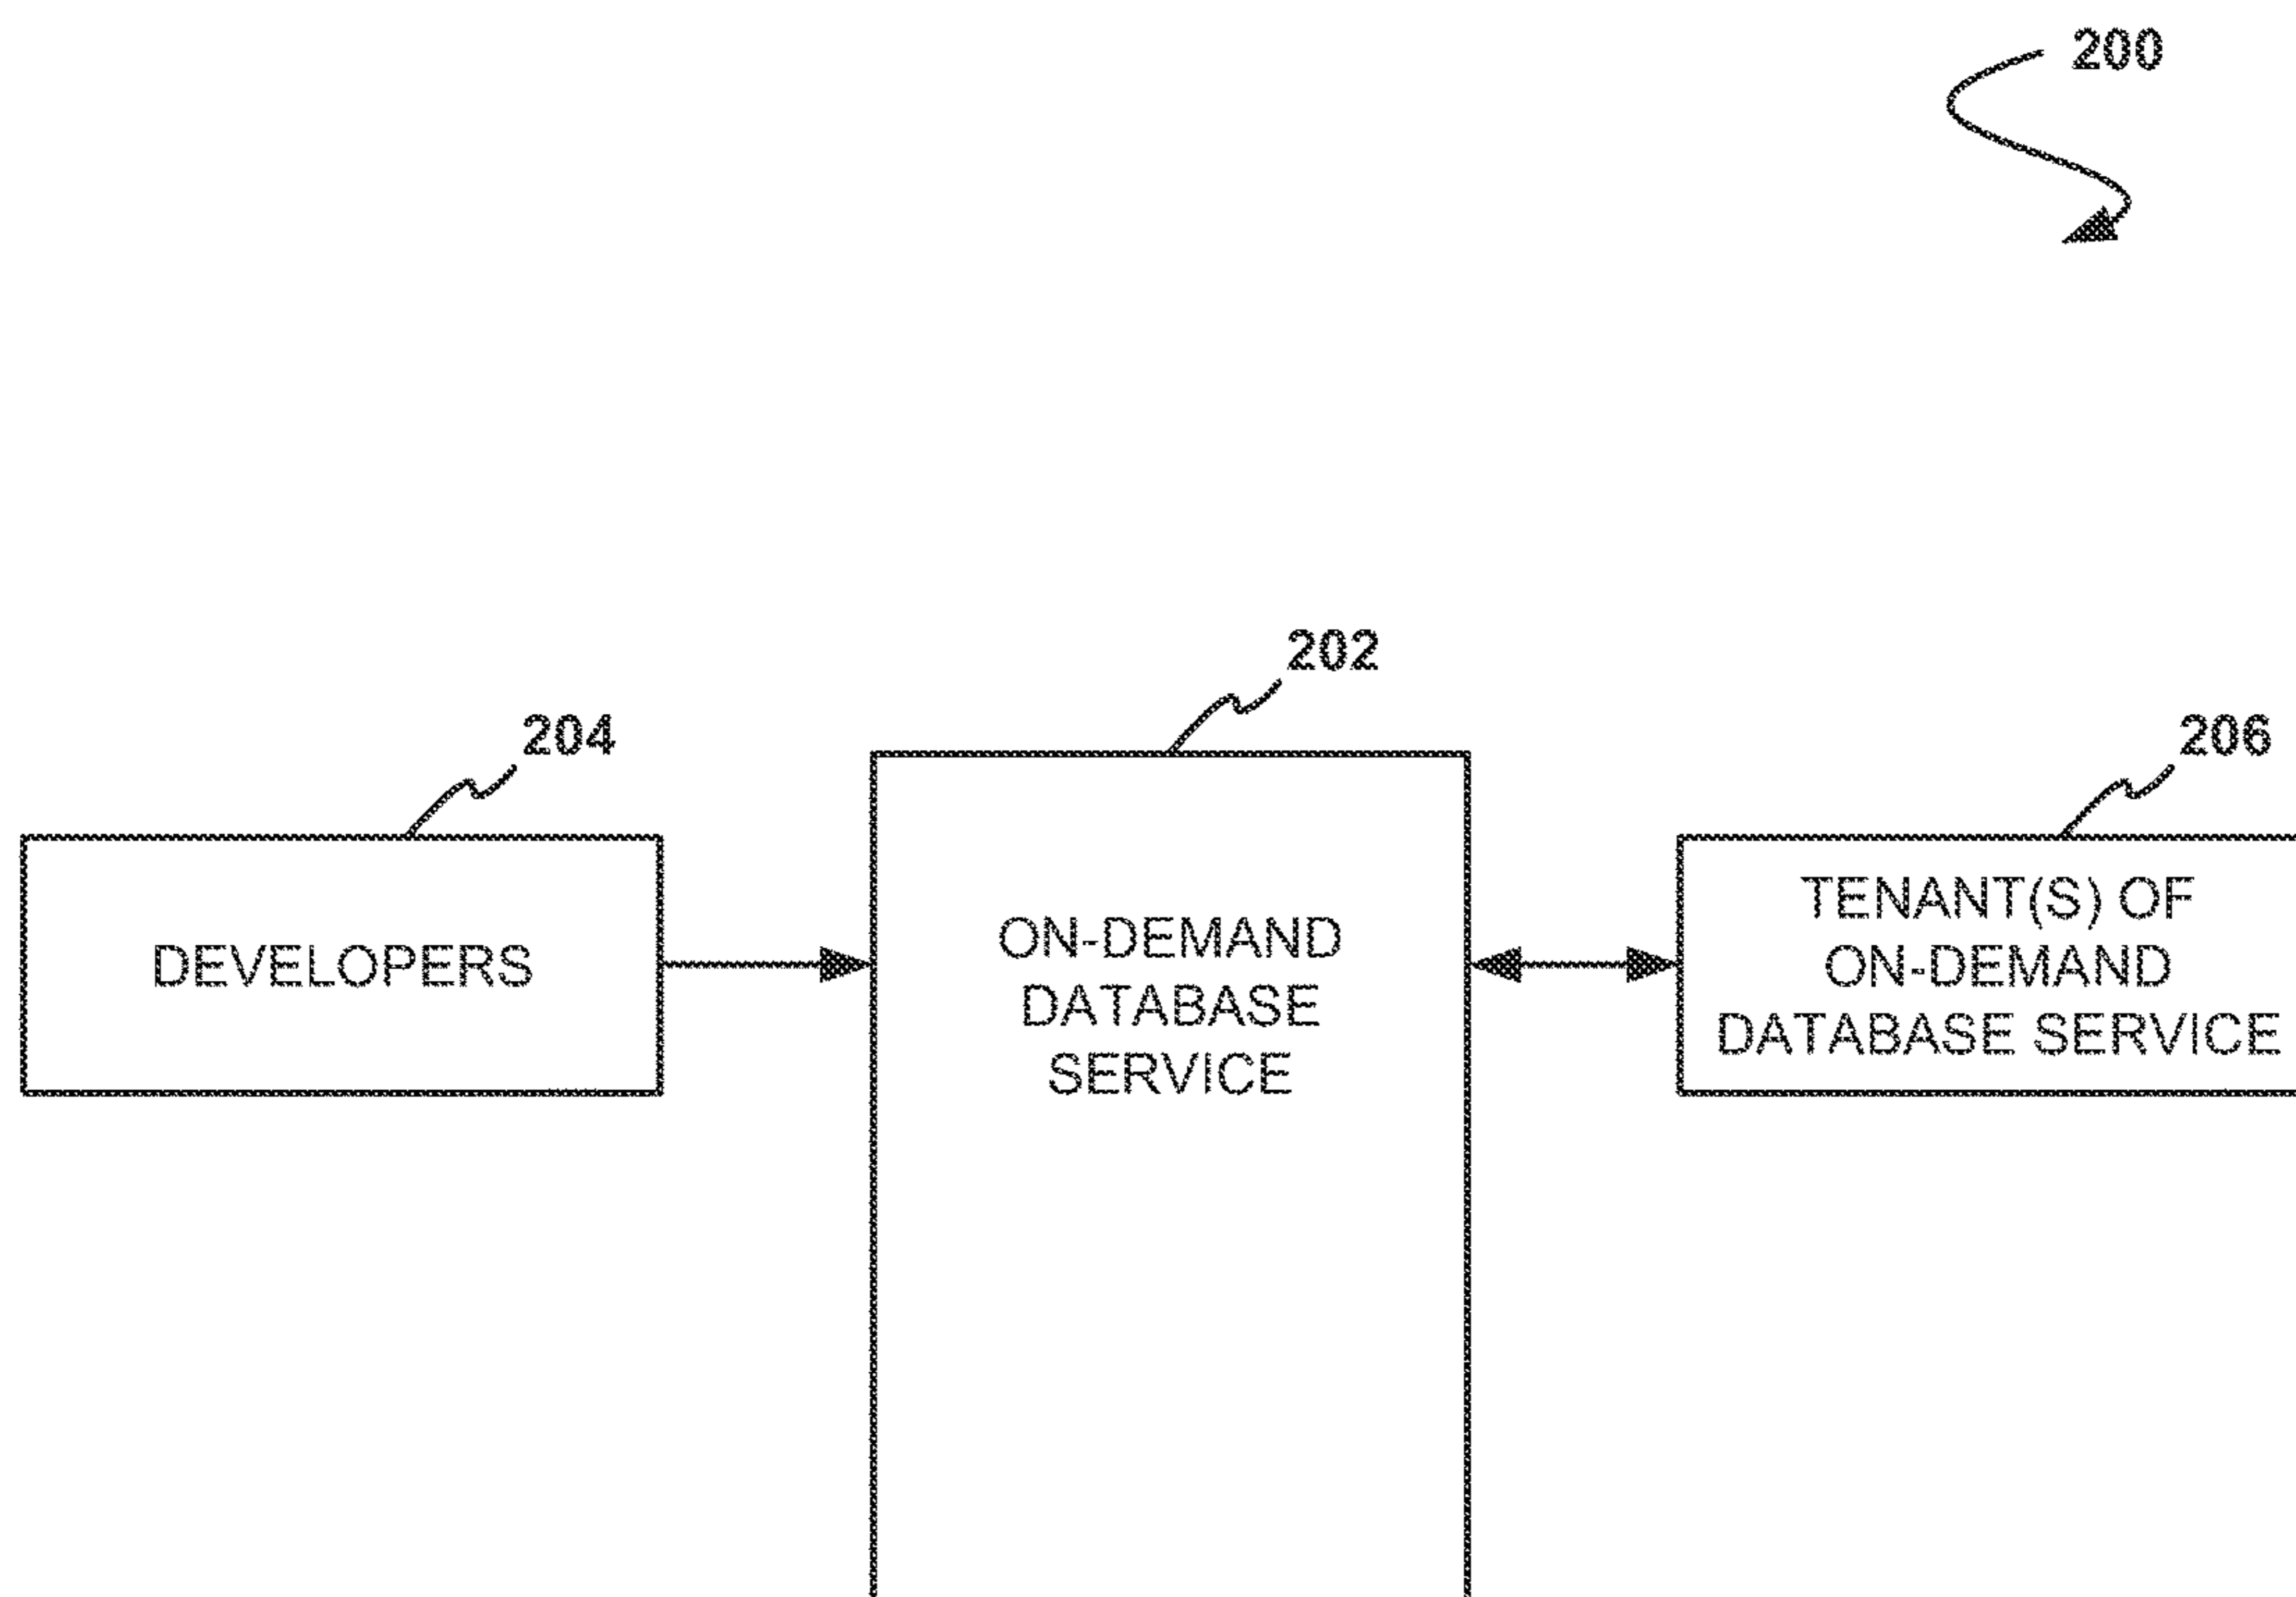 200
202
204
206
DEVELOPERS
ON-DEMAND
DATABASE
SERVICE
TENANT(S) OF
ON-DEMAND
DATABASE SERVICE